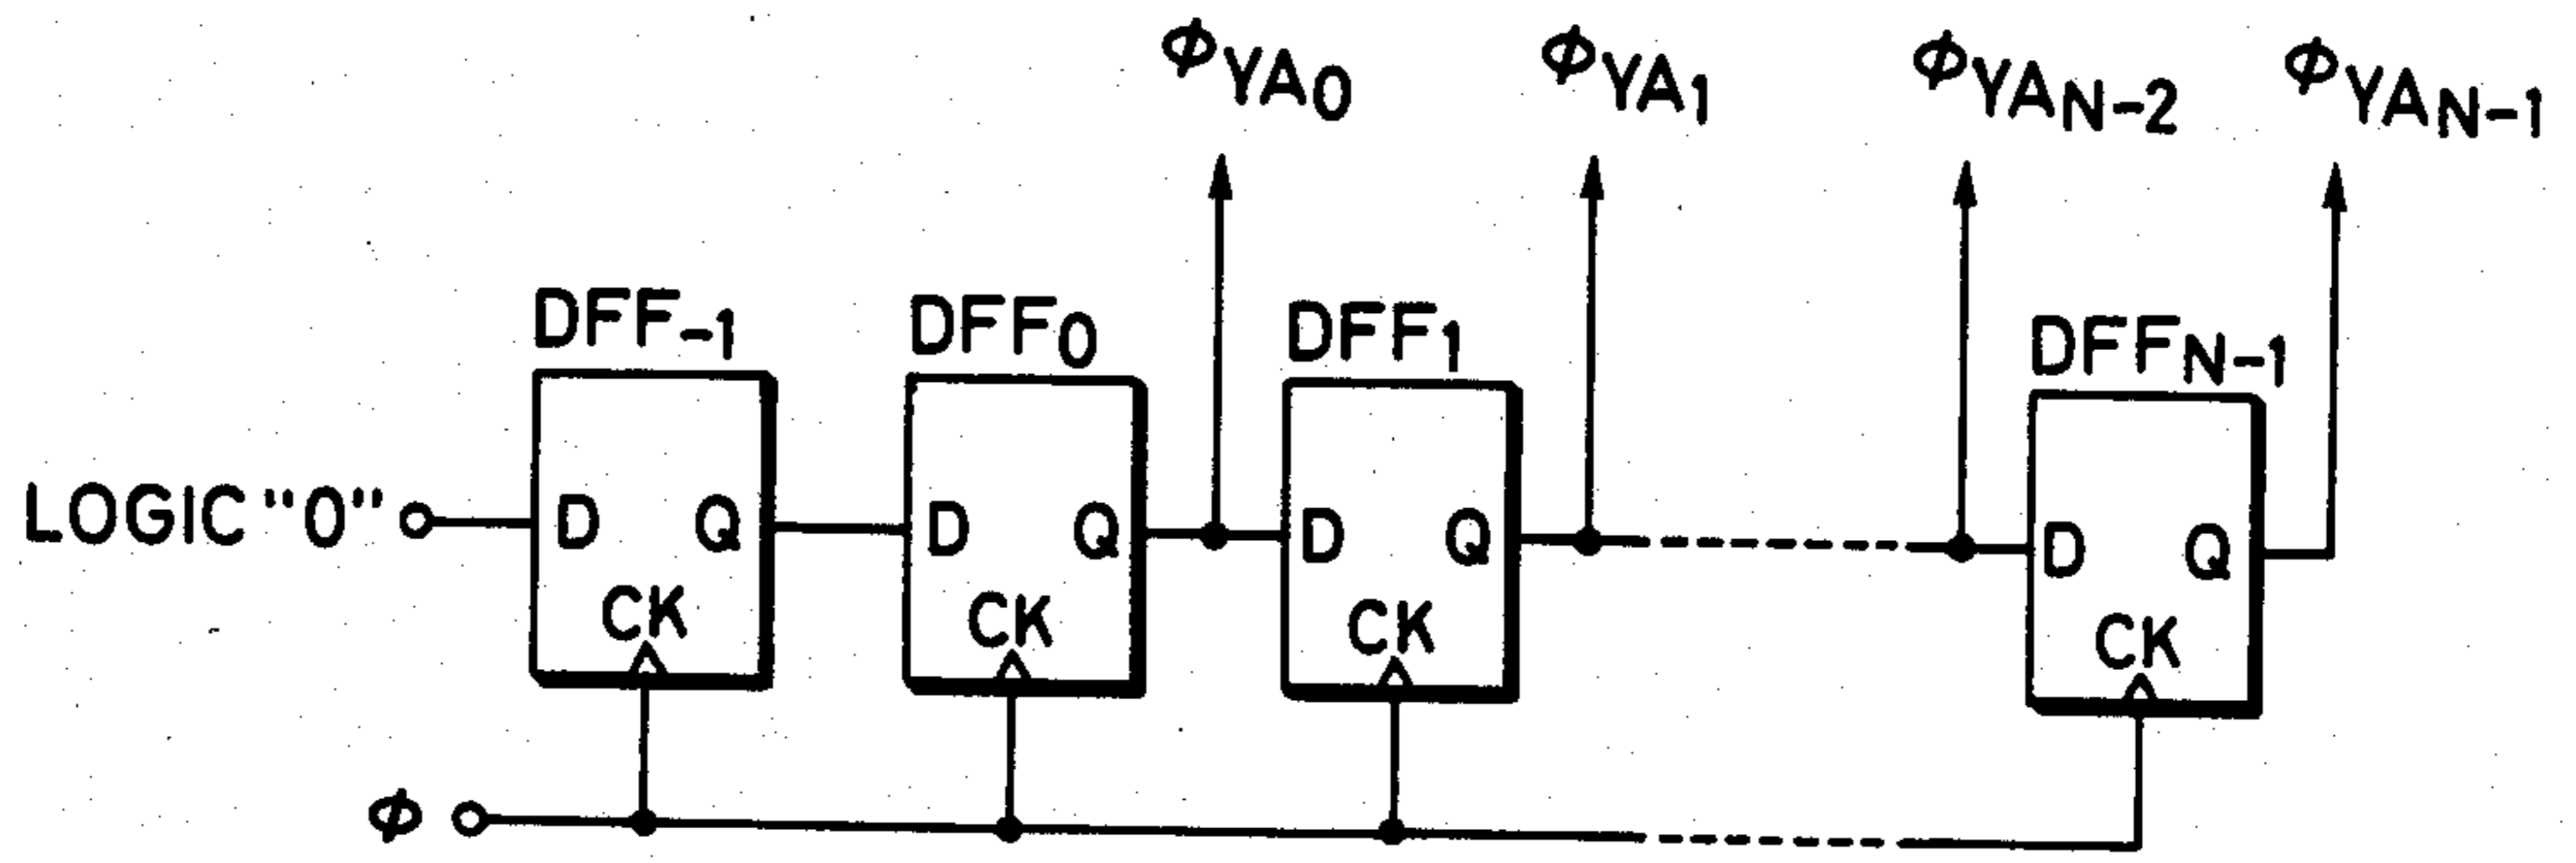 ΦYA0 ΦYA1 ΦYAN-2 ΦYAN-1
DFF-1 DFF0 DFF1 DFFN-1
LOGIC "0" D Q D Q D Q D Q
CK CK CK CK
Φ